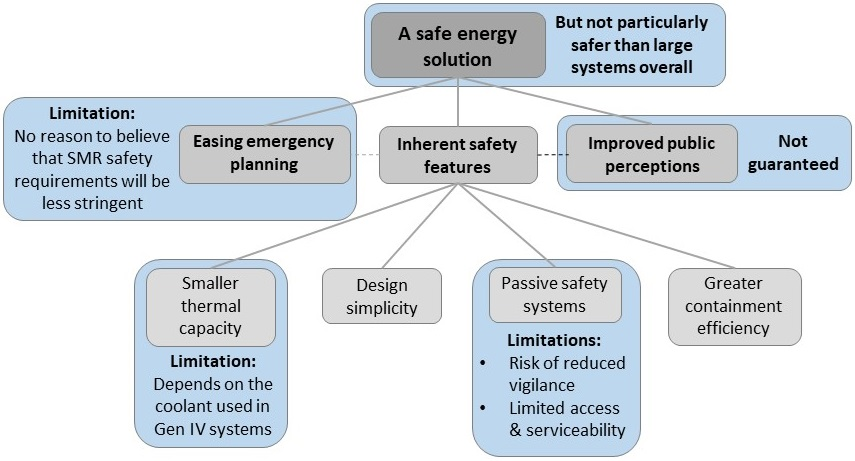 A safe energy
solution
But not particularly
safer than large
systems overall
Limitation:
No reason to believe
that SMR safety
requirements will be
less stringent
Easing emergency
planning
Inherent safety
features
Improved public
perceptions
Not
guaranteed
Smaller
thermal
capacity
Limitation:
Depends on the
coolant used in
Gen IV systems
Design
simplicity
Passive safety
systems
Limitations:
• Risk of reduced
vigilance
• Limited access
& serviceability
Greater
containment
efficiency